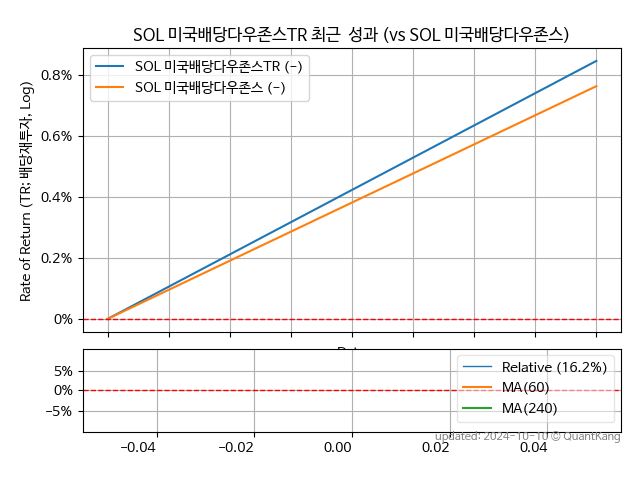 SOL 미국배당다우존스TR 최근 성과 (vs SOL 미국배당다우존스)
SOL 미국배당다우존스TR (-)
SOL 미국배당다우존스 (-)
Rate of Return (TR: 배당재투자, Log)
0.8%
0.6%
0.4%
0.2%
0%
5%
0%
-5%
Relative (16.2%)
MA(60)
MA(240)
updated: 2024-10-10 © QuantKang
-0.04
-0.02
0.00
0.02
0.04